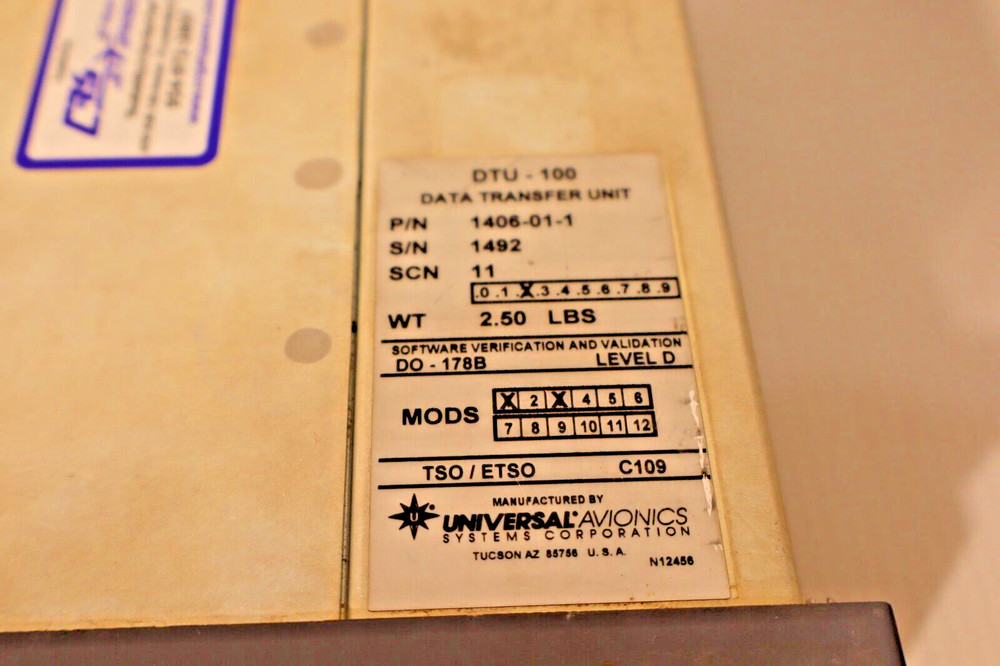 DTU - 100
DATA TRANSFER UNIT
P/N 1406-01-1
S/N 1492
SCN 11
.0 .1 X .3 .4 .5 .6 .7 .8 .9
WT 2.50 LBS
SOFTWARE VERIFICATION AND VALIDATION
DO - 178B LEVEL D
MODS
X 2 X 4 5 6
7 8 9 10 11 12
TSO / ETSO C109
MANUFACTURED BY
U UNIVERSAL® AVIONICS
SYSTEMS CORPORATION
TUCSON AZ 85756 U.S.A.
N12456